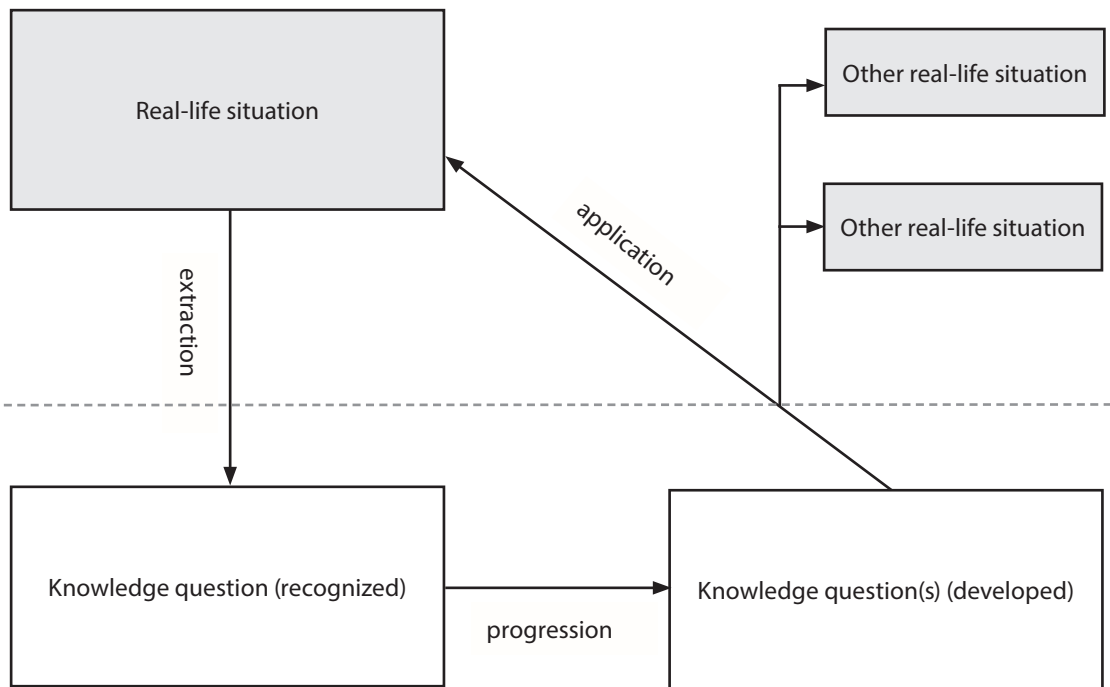 Real-life situation
Other real-life situation
Other real-life situation
application
extraction
Knowledge question (recognized)
progression
Knowledge question(s) (developed)